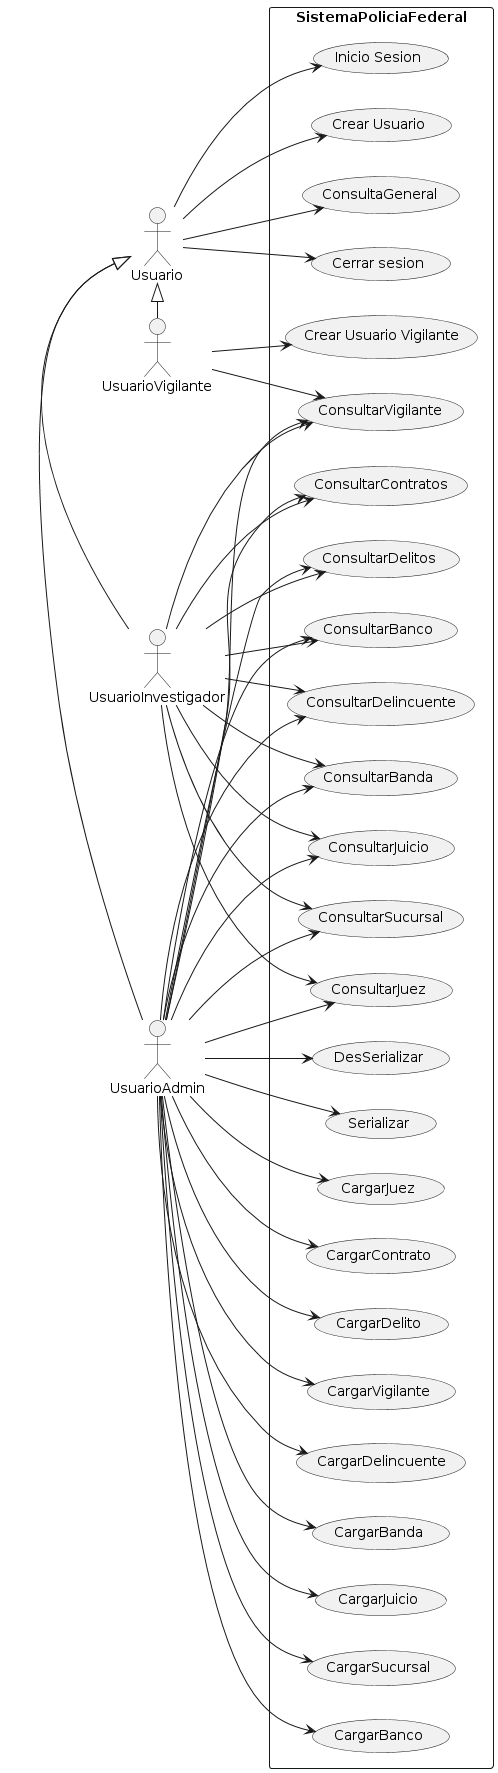 SistemaPoliciaFederal
Inicio Sesion
Crear Usuario
ConsultaGeneral
Cerrar sesion
Usuario
Crear Usuario Vigilante
UsuarioVigilante
ConsultarVigilante
ConsultarContratos
ConsultarDelitos
ConsultarBanco
UsuarioInvestigador
ConsultarDelincuente
ConsultarBanda
ConsultarJuicio
ConsultarSucursal
ConsultarJuez
DesSerializar
UsuarioAdmin
Serializar
CargarJuez
CargarContrato
CargarDelito
CargarVigilante
CargarDelincuente
CargarBanda
CargarJuicio
CargarSucursal
CargarBanco